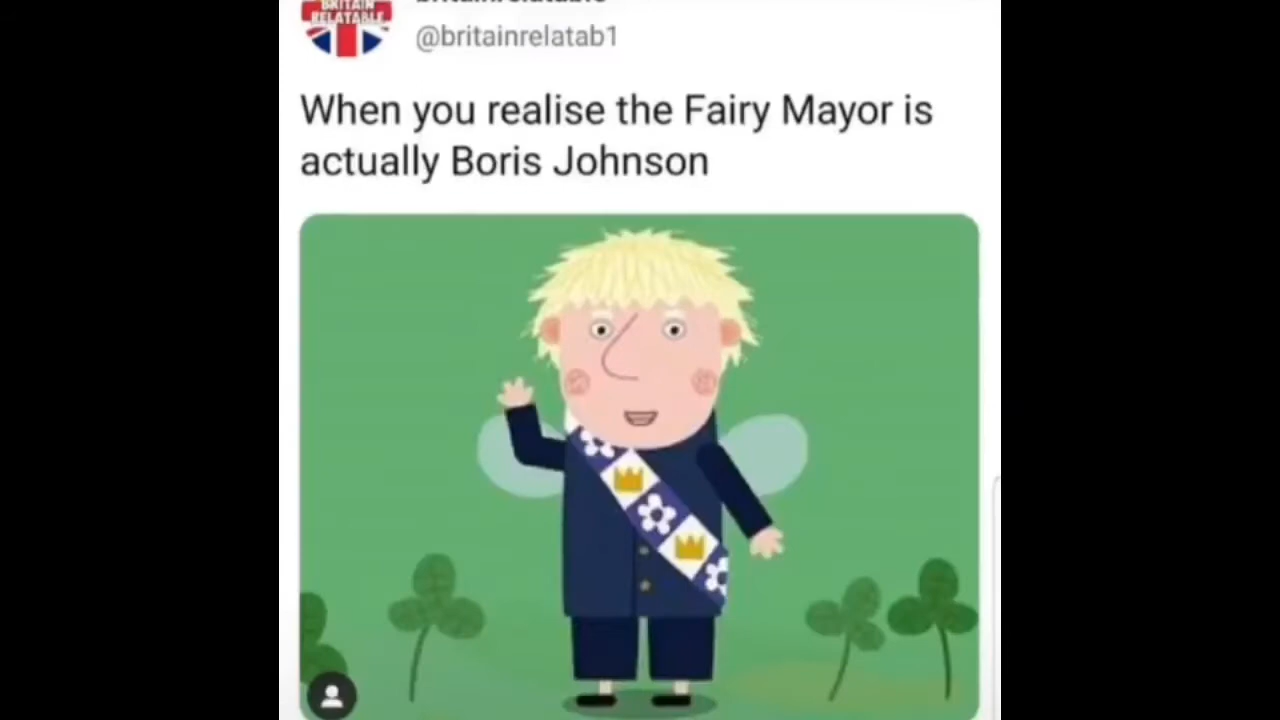 BRITAIN
RELATABLE
@britainrelatab1
When you realise the Fairy Mayor is
actually Boris Johnson